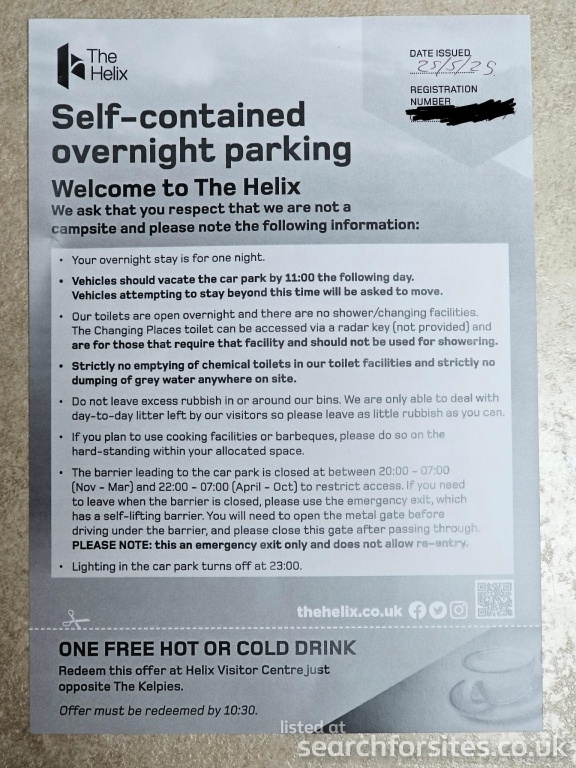 The
Helix
DATE ISSUED
25/5/25
REGISTRATION
NUMBER
Self-contained
overnight parking
Welcome to The Helix
We ask that you respect that we are not a
campsite and please note the following information:
• Your overnight stay is for one night.
• Vehicles should vacate the car park by 11:00 the following day.
Vehicles attempting to stay beyond this time will be asked to move.
• Our toilets are open overnight and there are no shower/changing facilities.
The Changing Places toilet can be accessed via a radar key (not provided) and
are for those that require that facility and should not be used for showering.
• Strictly no emptying of chemical toilets in our toilet facilities and strictly no
dumping of grey water anywhere on site.
• Do not leave excess rubbish in or around our bins. We are only able to deal with
day-to-day litter left by our visitors so please leave as little rubbish as you can.
• If you plan to use cooking facilities or barbeques, please do so on the
hard-standing within your allocated space.
• The barrier leading to the car park is closed at between 20:00 - 07:00
(Nov - Mar) and 22:00 - 07:00 (April - Oct) to restrict access. If you need
to leave when the barrier is closed, please use the emergency exit, which
has a self-lifting barrier. You will need to open the metal gate before
driving under the barrier, and please close this gate after passing through.
PLEASE NOTE: this an emergency exit only and does not allow re-entry.
• Lighting in the car park turns off at 23:00.
thehelix.co.uk
ONE FREE HOT OR COLD DRINK
Redeem this offer at Helix Visitor Centre just
opposite The Kelpies.
Offer must be redeemed by 10:30.
listed at
searchforsites.co.uk